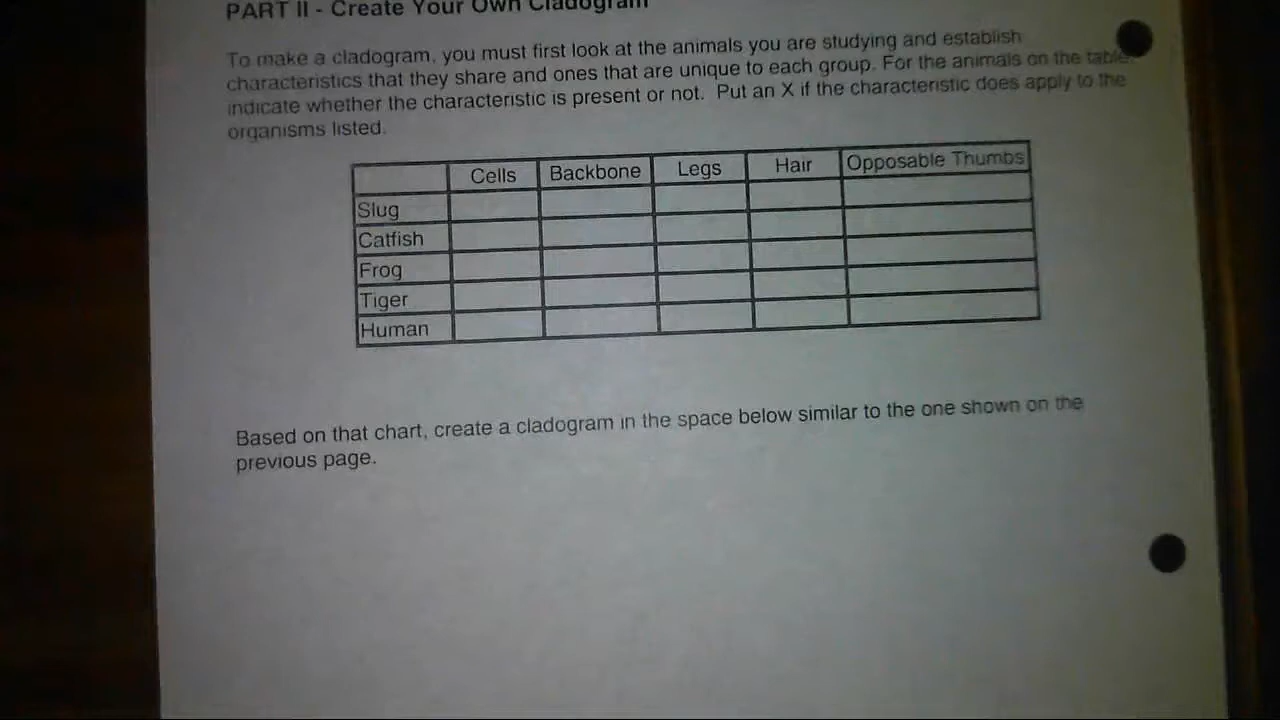 PART II - Create Your Own Cladogram
To make a cladogram, you must first look at the animals you are studying and establish
characteristics that they share and ones that are unique to each group. For the animals on the table,
indicate whether the characteristic is present or not. Put an X if the characteristic does apply to the
organisms listed.
Cells Backbone Legs Hair Opposable Thumbs
Slug
Catfish
Frog
Tiger
Human
Based on that chart, create a cladogram in the space below similar to the one shown on the
previous page.